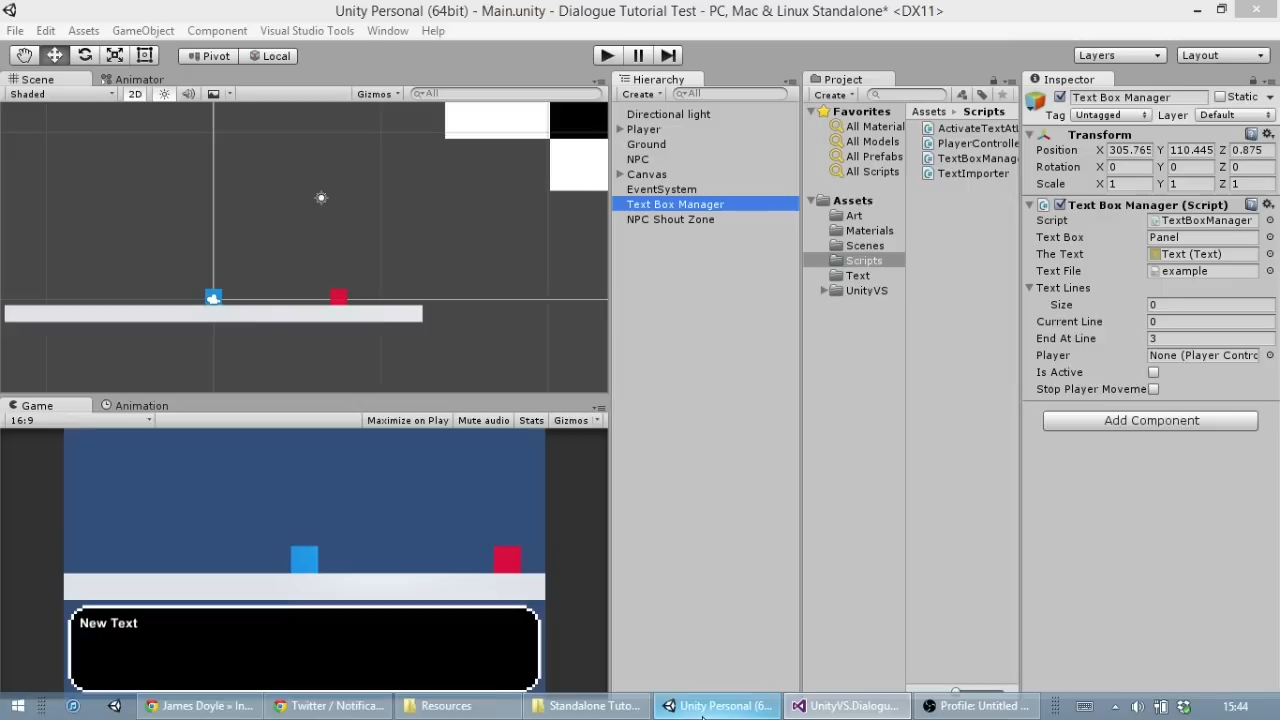 Unity Personal (64bit) - Main.unity - Dialogue Tutorial Test - PC, Mac & Linux Standalone* <DX11>
File Edit Assets GameObject Component Visual Studio Tools Window Help
Pivot Local Layers Layout
Scene Animator
Shaded 2D Gizmos All
Hierarchy
Create All
Directional light
Player
Ground
NPC
Canvas
EventSystem
Text Box Manager
NPC Shout Zone
Project
Create
Favorites
All Material
All Models
All Prefabs
All Scripts
Assets
Art
Materials
Scenes
Scripts
Text
UnityVS
Assets Scripts
ActivateTextAtL
PlayerControlle
TextBoxManag
TextImporter
Inspector
Text Box Manager Static
Tag Untagged Layer Default
Transform
Position X 305.765 Y 110.445 Z 0.875
Rotation X 0 Y 0 Z 0
Scale X 1 Y 1 Z 1
Text Box Manager (Script)
Script TextBoxManager
Text Box Panel
The Text Text (Text)
Text File example
Text Lines
Size 0
Current Line 0
End At Line 3
Player None (Player Contro
Is Active
Stop Player Moveme
Add Component
Game Animation
16:9 Maximize on Play Mute audio Stats Gizmos
New Text
James Doyle » In... Twitter / Notifica... Resources Standalone Tuto... Unity Personal (6... UnityVS.Dialogu... Profile: Untitled ... 15:44